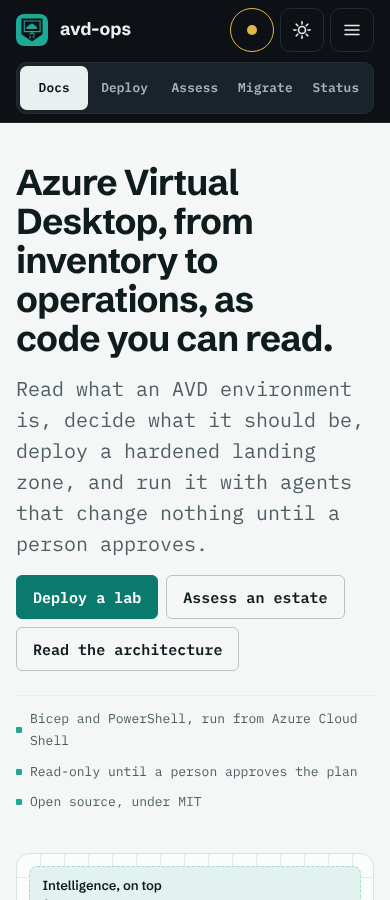 avd-ops
Docs Deploy Assess Migrate Status
Azure Virtual
Desktop, from
inventory to
operations, as
code you can read.
Read what an AVD environment
is, decide what it should be,
deploy a hardened landing
zone, and run it with agents
that change nothing until a
person approves.
Deploy a lab Assess an estate
Read the architecture
Bicep and PowerShell, run from Azure Cloud
Shell
Read-only until a person approves the plan
Open source, under MIT
Intelligence, on top